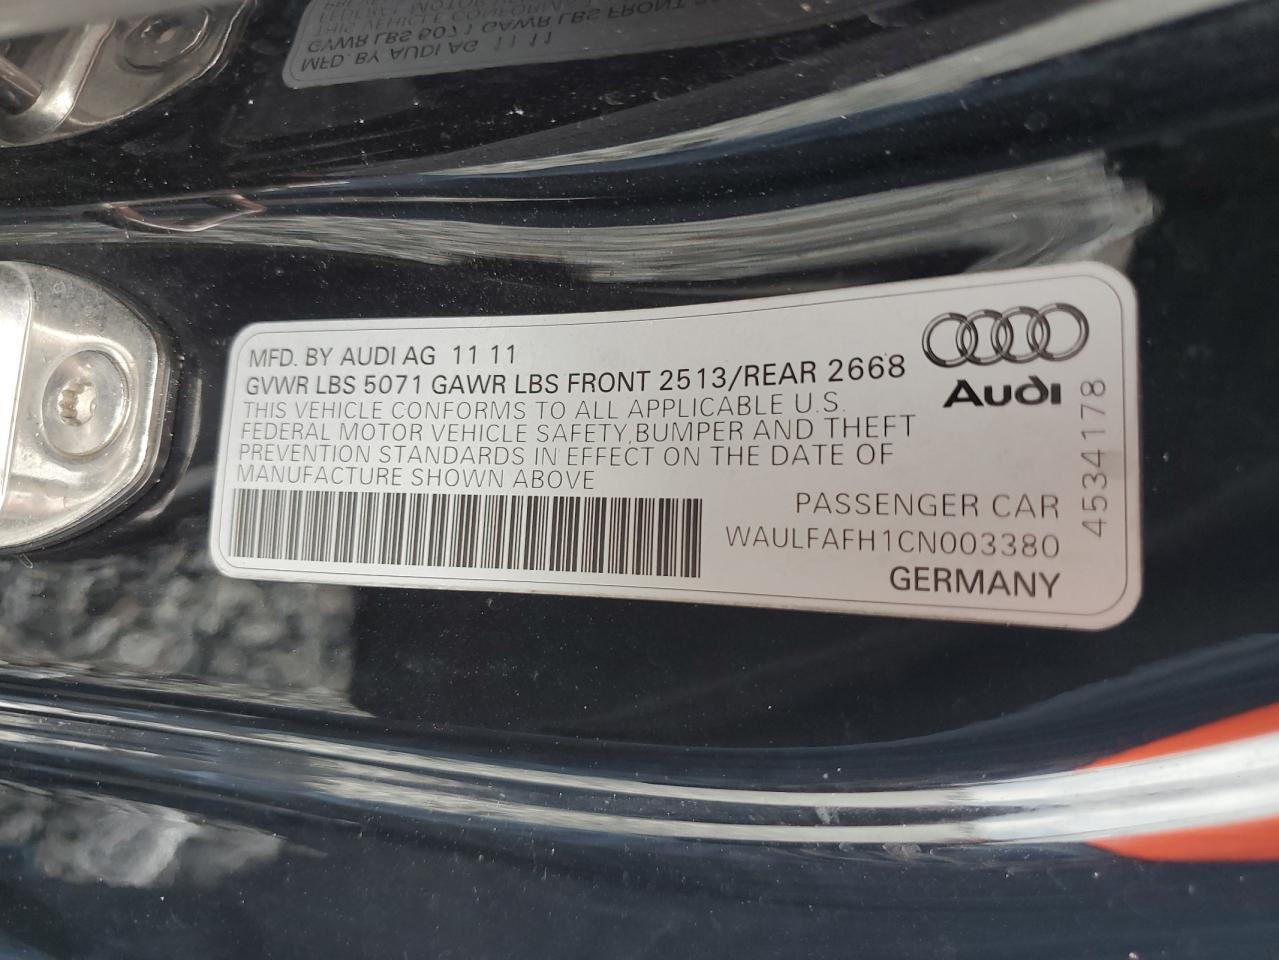 MFD. BY AUDI AG 11 11
GVWR LBS 5071 GAWR LBS FRONT 2513/REAR 2668
THIS VEHICLE CONFORMS TO ALL APPLICABLE U.S.
FEDERAL MOTOR VEHICLE SAFETY, BUMPER AND THEFT
PREVENTION STANDARDS IN EFFECT ON THE DATE OF
MANUFACTURE SHOWN ABOVE
Audi
PASSENGER CAR
WAULFAFH1CN003380
GERMANY
45341178